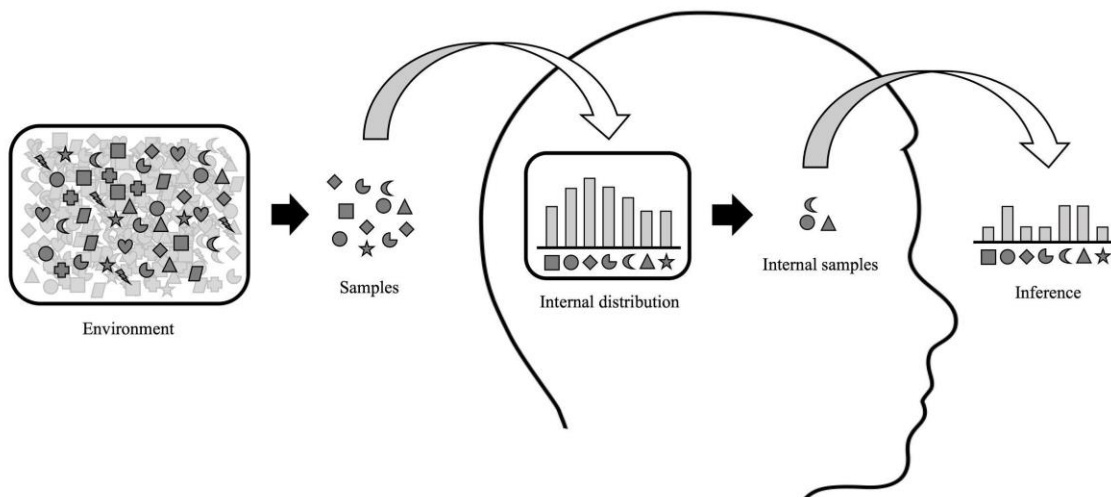 Environment
Samples
Internal distribution
Internal samples
Inference